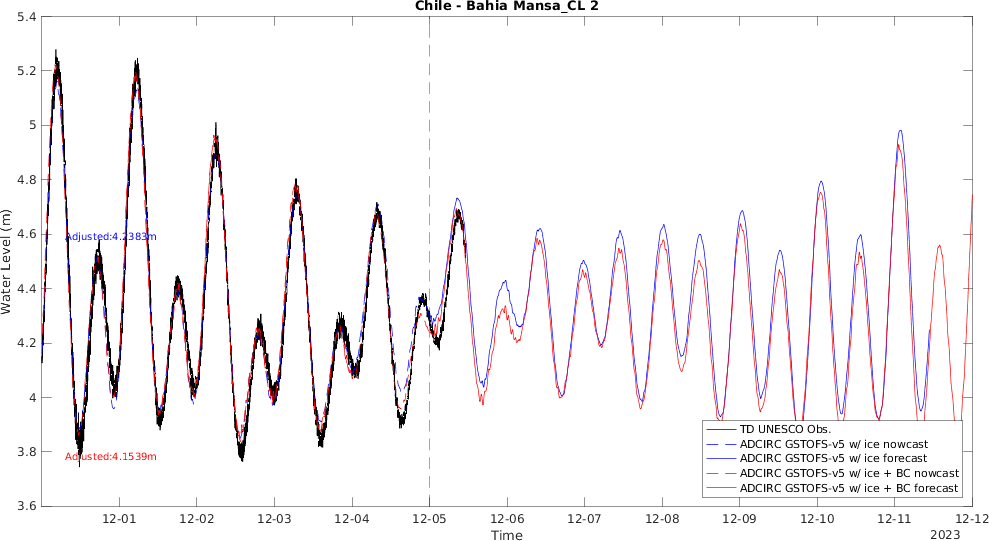 Chile - Bahia Mansa_CL 2
Water Level (m)
5.4
5.2
5
4.8
4.6
4.4
4.2
4
3.8
3.6
Adjusted:4.2383m
Adjusted:4.1539m
TD UNESCO Obs.
ADCIRC GSTOFS-v5 w/ ice nowcast
ADCIRC GSTOFS-v5 w/ ice forecast
ADCIRC GSTOFS-v5 w/ ice + BC nowcast
ADCIRC GSTOFS-v5 w/ ice + BC forecast
12-01 12-02 12-03 12-04 12-05 12-06 12-07 12-08 12-09 12-10 12-11 12-12
Time
2023